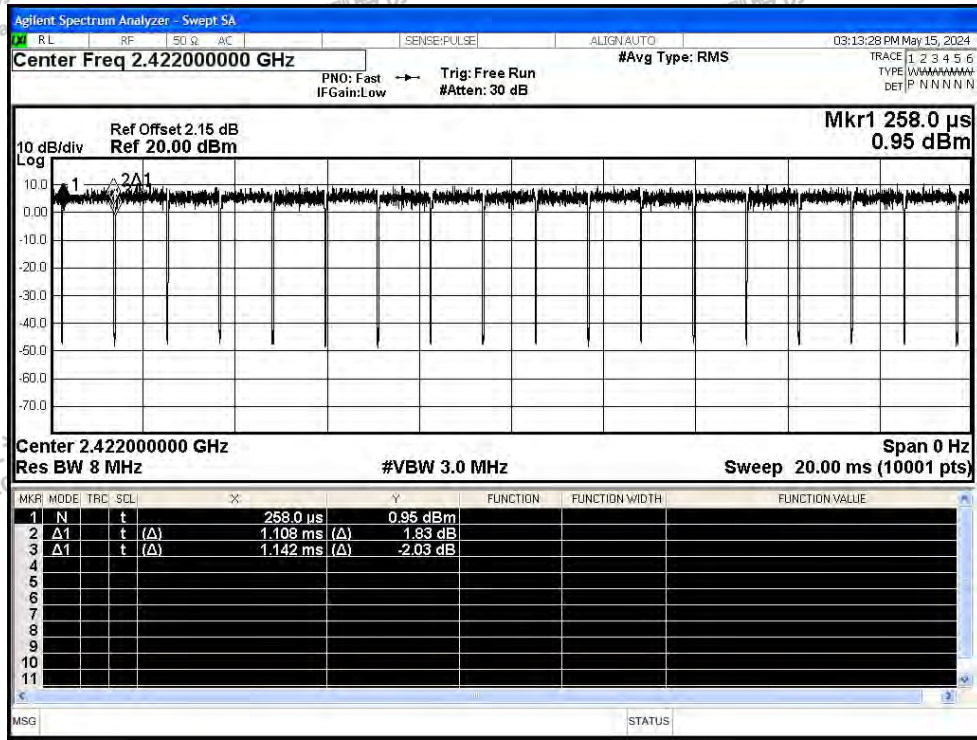 Agilent Spectrum Analyzer - Swept SA
LXI RL RF 50 Ω AC SENSE:PULSE ALIGN AUTO 03:13:28 PM May 15, 2024
Center Freq 2.422000000 GHz #Avg Type: RMS TRACE 1 2 3 4 5 6
PNO: Fast Trig: Free Run TYPE WWWWWW
IFGain:Low #Atten: 30 dB DET P N N N N N
Mkr1 258.0 µs
Ref Offset 2.15 dB
10 dB/div Ref 20.00 dBm 0.95 dBm
Log
10.0 1 2Δ1
0.00
-10.0
-20.0
-30.0
-40.0
-50.0
-60.0
-70.0
Center 2.422000000 GHz Span 0 Hz
Res BW 8 MHz #VBW 3.0 MHz Sweep 20.00 ms (10001 pts)
MKR MODE TRC SCL X Y FUNCTION FUNCTION WIDTH FUNCTION VALUE
1 N t 258.0 µs 0.95 dBm
2 Δ1 t (Δ) 1.108 ms (Δ) 1.83 dB
3 Δ1 t (Δ) 1.142 ms (Δ) -2.03 dB
4
5
6
7
8
9
10
11
MSG STATUS